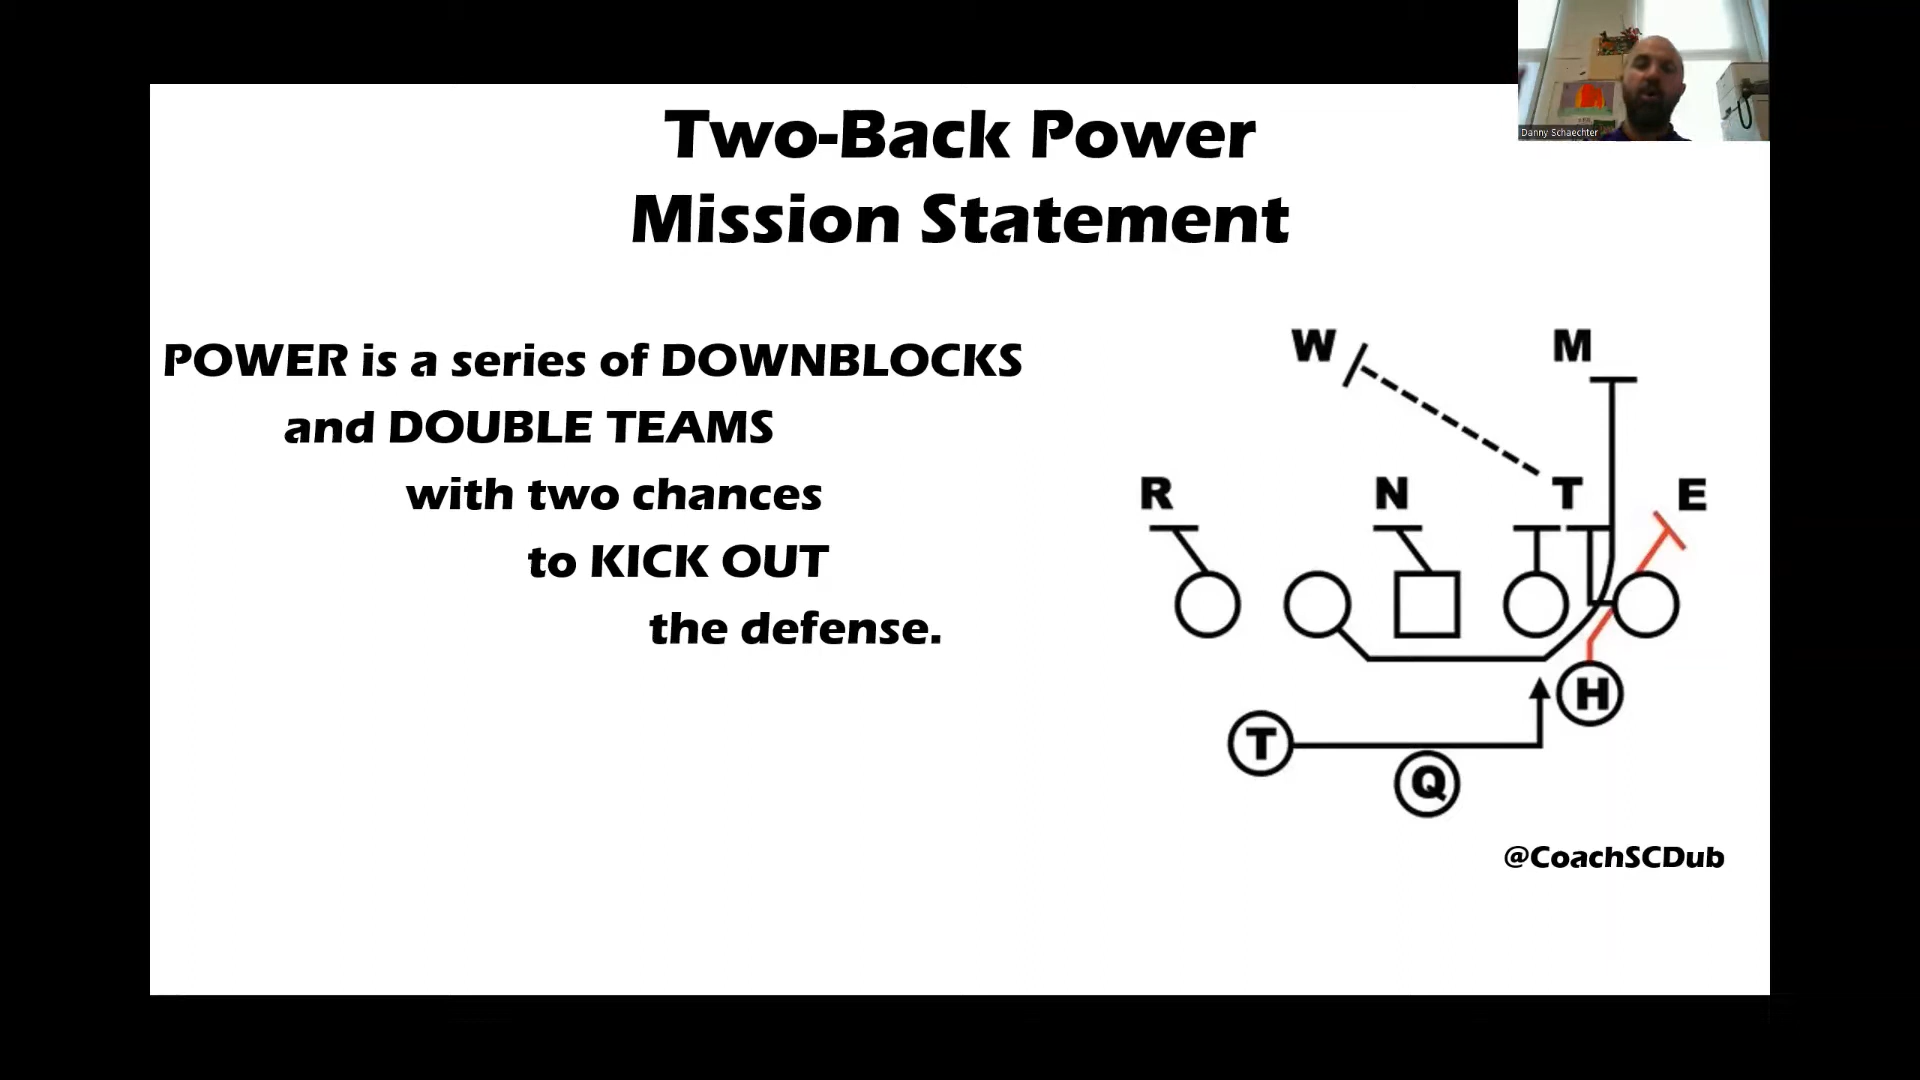 Two-Back Power
Mission Statement
Danny Schaechter
POWER is a series of DOWNBLOCKS
and DOUBLE TEAMS
with two chances
to KICK OUT
the defense.
W M
R N T E
H
T
Q
@CoachSCDub